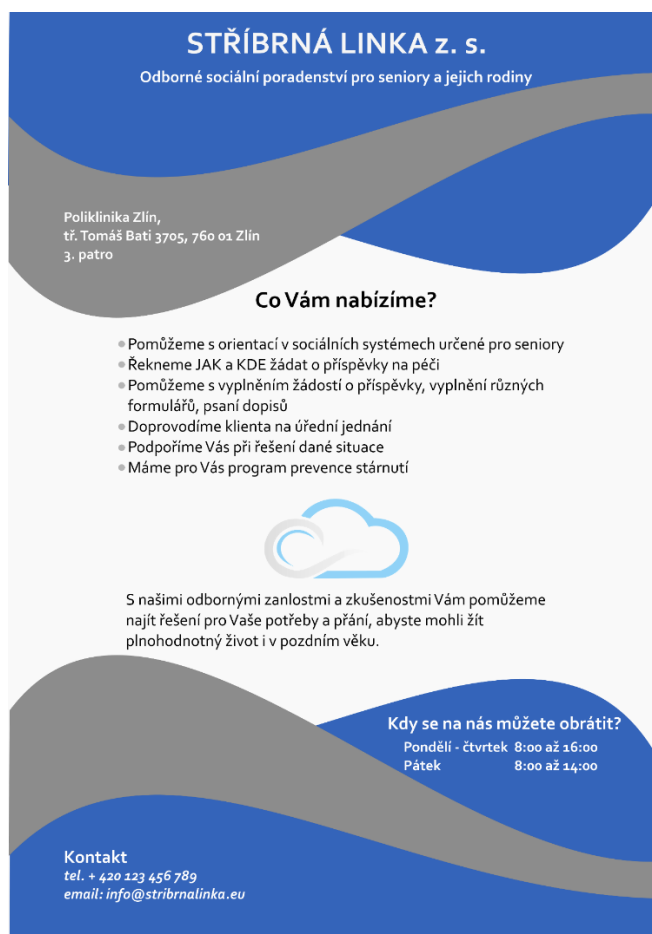 STŘÍBRNÁ LINKA z. s.
Odborné sociální poradenství pro seniory a jejich rodiny
Poliklinika Zlín,
tř. Tomáš Bati 3705, 760 01 Zlín
3. patro
Co Vám nabízíme?
Pomůžeme s orientací v sociálních systémech určené pro seniory
Řekneme JAK a KDE žádat o příspěvky na péči
Pomůžeme s vyplněním žádostí o příspěvky, vyplnění různých
formulářů, psaní dopisů
Doprovodíme klienta na úřední jednání
Podpoříme Vás při řešení dané situace
Máme pro Vás program prevence stárnutí
S našimi odbornými zanlostmi a zkušenostmi Vám pomůžeme
najít řešení pro Vaše potřeby a přání, abyste mohli žít
plnohodnotný život i v pozdním věku.
Kdy se na nás můžete obrátit?
Pondělí - čtvrtek 8:00 až 16:00
Pátek 8:00 až 14:00
Kontakt
tel. + 420 123 456 789
email: info@stribrnalinka.eu